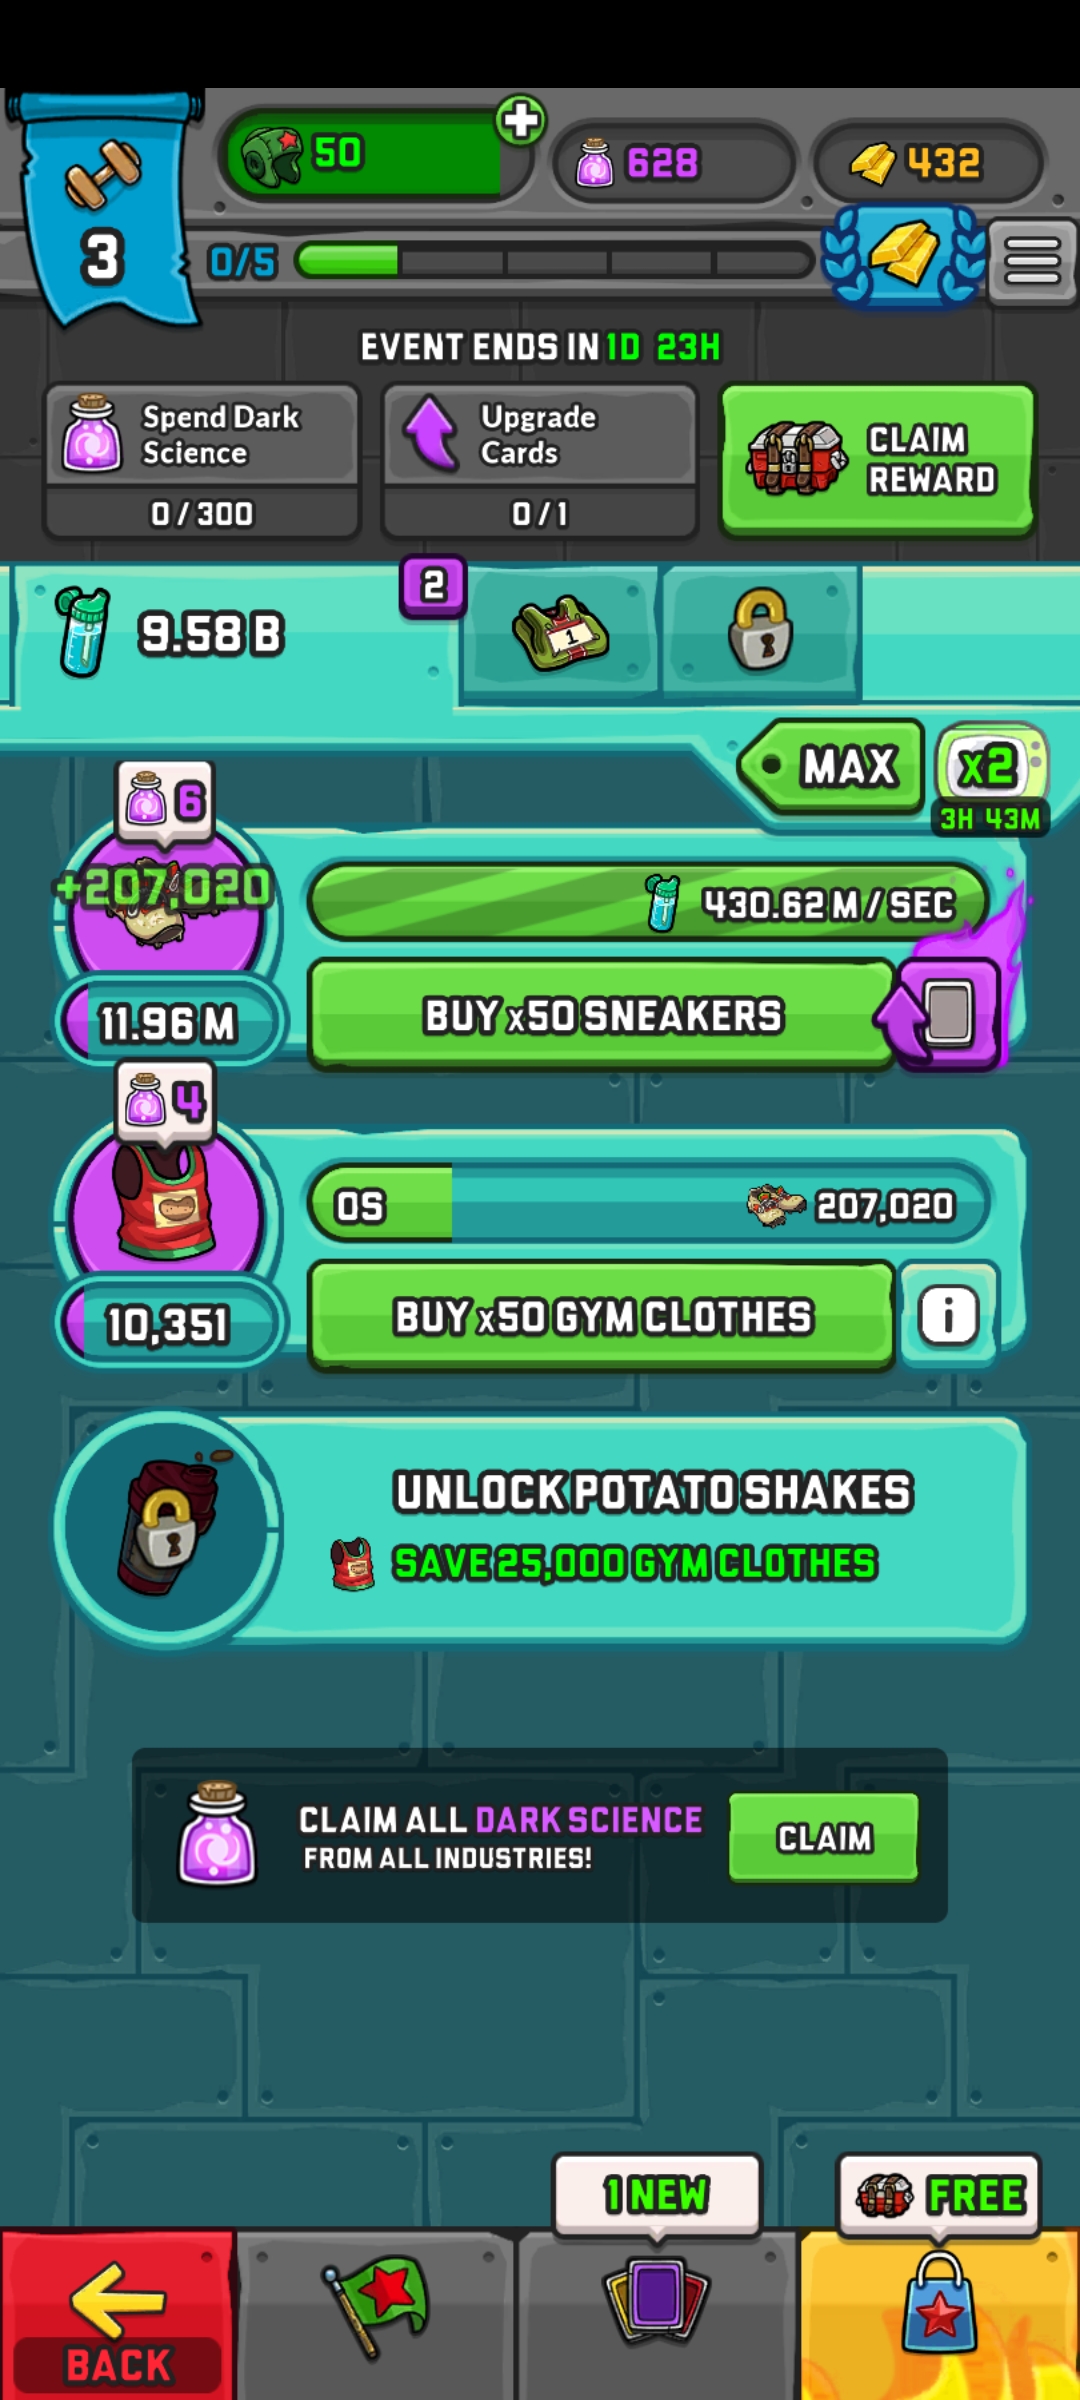 50
628
432
3
0/5
EVENT ENDS IN 1D 23H
Spend Dark
Science
0/300
Upgrade
Cards
0/1
CLAIM
REWARD
9.58 B
2
1
MAX
x2
3H 43M
6
+207,020
430.62 M / SEC
11.96 M
BUY x50 SNEAKERS
4
0S
207,020
10,351
BUY x50 GYM CLOTHES
i
UNLOCK POTATO SHAKES
SAVE 25,000 GYM CLOTHES
CLAIM ALL DARK SCIENCE
FROM ALL INDUSTRIES!
CLAIM
1 NEW
FREE
BACK